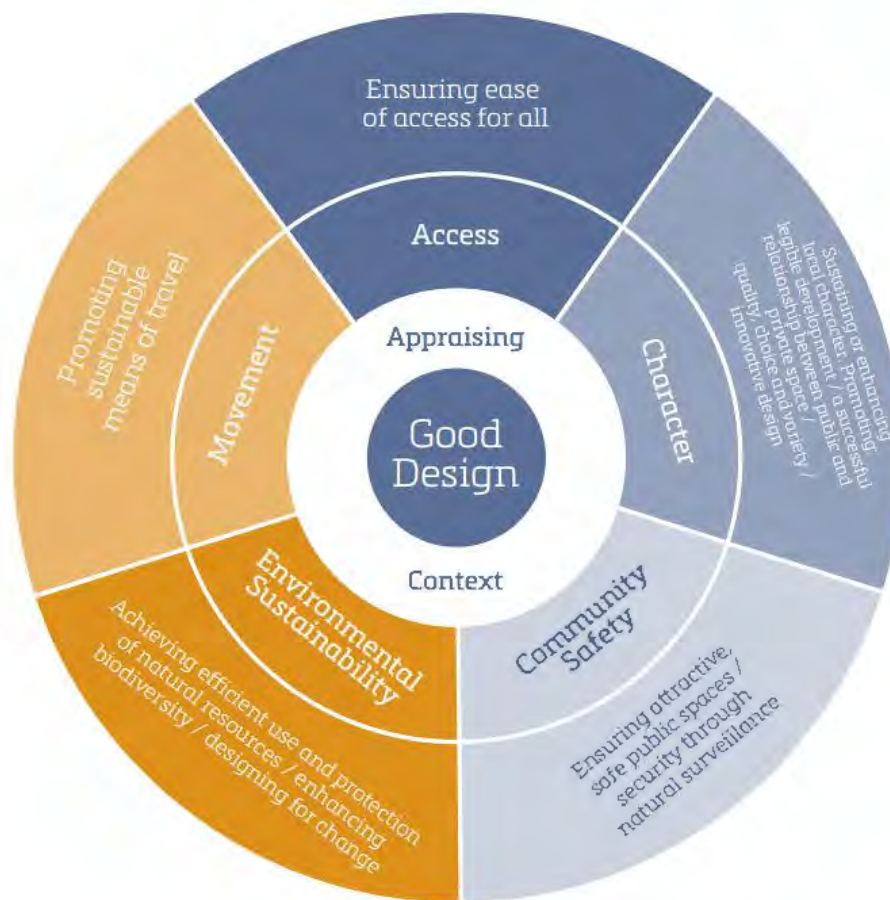 Ensuring ease
of access for all
Access
Sustaining or enhancing
local character. Promoting
legible development / a successful
relationship between public and
private space /
quality, choice and variety /
innovative design
Character
Ensuring attractive,
safe public spaces /
security through
natural surveillance
Community
Safety
Achieving efficient use and protection
of natural resources / enhancing
biodiversity / designing for change
Environmental
Sustainability
Promoting
sustainable
means of travel
Movement
Appraising
Good
Design
Context